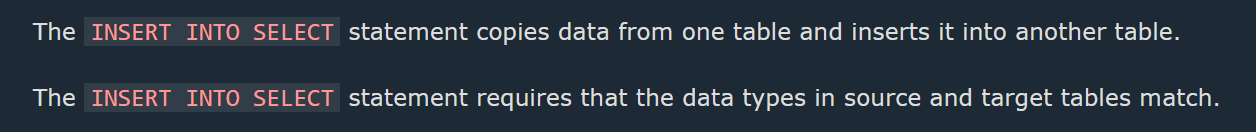 The INSERT INTO SELECT statement copies data from one table and inserts it into another table.
The INSERT INTO SELECT statement requires that the data types in source and target tables match.